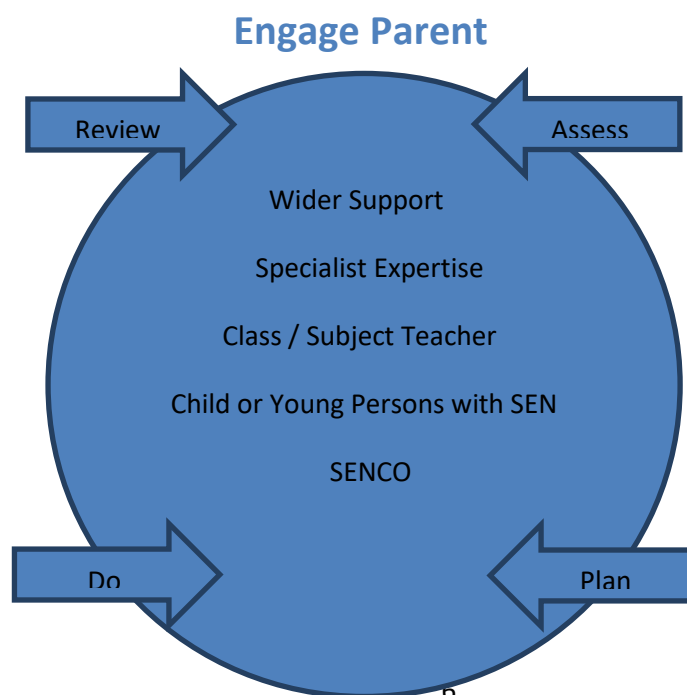 Engage Parent
Review
Assess
Wider Support
Specialist Expertise
Class / Subject Teacher
Child or Young Persons with SEN
SENCO
Do
Plan